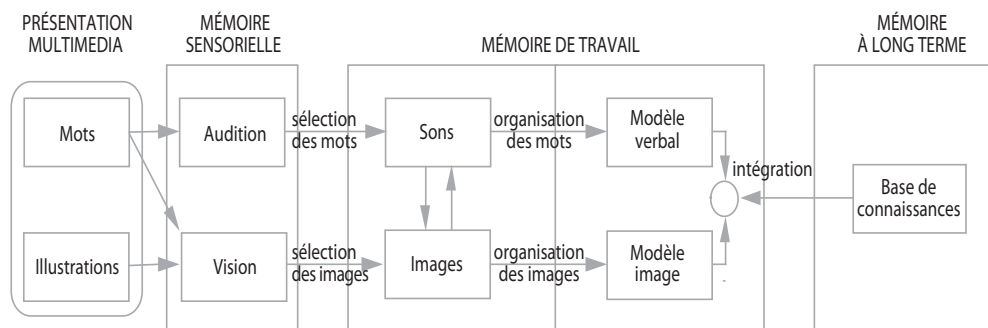 PRÉSENTATION
MULTIMEDIA
MÉMOIRE
SENSORIELLE
MÉMOIRE DE TRAVAIL
MÉMOIRE
À LONG TERME
Mots
Audition
sélection
des mots
Sons
organisation
des mots
Modèle
verbal
intégration
Base de
connaissances
Illustrations
Vision
sélection
des images
Images
organisation
des images
Modèle
image